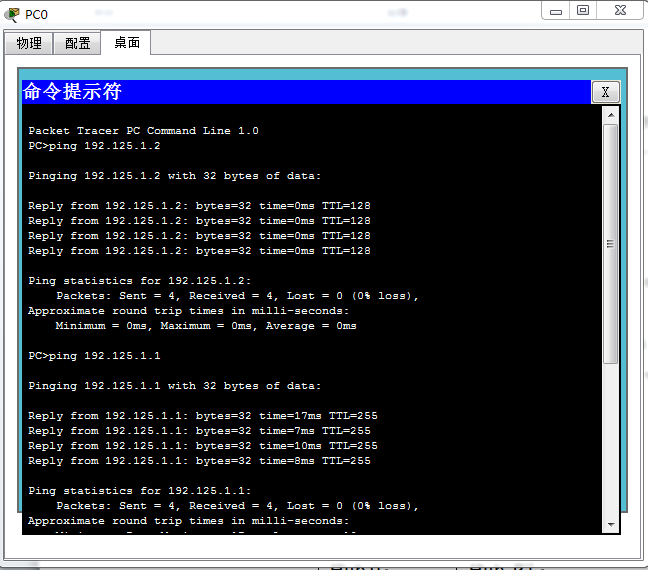 PC0
物理 配置 桌面
命令提示符 X
Packet Tracer PC Command Line 1.0
PC>ping 192.125.1.2
Pinging 192.125.1.2 with 32 bytes of data:
Reply from 192.125.1.2: bytes=32 time=0ms TTL=128
Reply from 192.125.1.2: bytes=32 time=0ms TTL=128
Reply from 192.125.1.2: bytes=32 time=0ms TTL=128
Reply from 192.125.1.2: bytes=32 time=0ms TTL=128
Ping statistics for 192.125.1.2:
Packets: Sent = 4, Received = 4, Lost = 0 (0% loss),
Approximate round trip times in milli-seconds:
Minimum = 0ms, Maximum = 0ms, Average = 0ms
PC>ping 192.125.1.1
Pinging 192.125.1.1 with 32 bytes of data:
Reply from 192.125.1.1: bytes=32 time=17ms TTL=255
Reply from 192.125.1.1: bytes=32 time=7ms TTL=255
Reply from 192.125.1.1: bytes=32 time=10ms TTL=255
Reply from 192.125.1.1: bytes=32 time=8ms TTL=255
Ping statistics for 192.125.1.1:
Packets: Sent = 4, Received = 4, Lost = 0 (0% loss),
Approximate round trip times in milli-seconds: